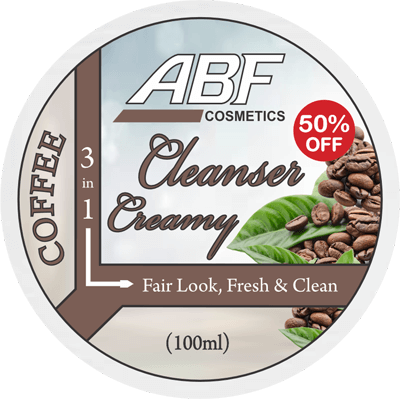 ABF
COSMETICS
50%
OFF
COFFEE
3
in
1
Cleanser
Creamy
Fair Look, Fresh & Clean
(100ml)